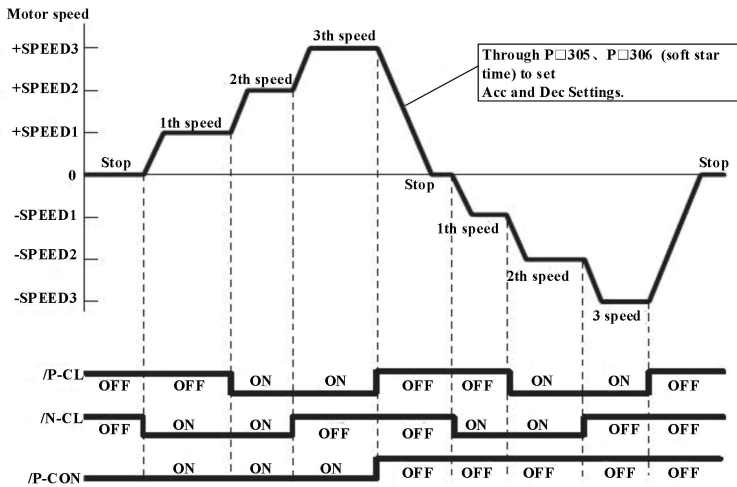 Motor speed
+SPEED3
3th speed
Through P□305、P□306 (soft star
time) to set
Acc and Dec Settings.
+SPEED2
2th speed
+SPEED1
1th speed
Stop
Stop
0
Stop
-SPEED1
1th speed
-SPEED2
2th speed
-SPEED3
3 speed
/P-CL
OFF OFF ON ON OFF OFF ON ON OFF
/N-CL
OFF ON ON OFF OFF ON ON OFF OFF
/P-CON
ON ON ON OFF OFF OFF OFF OFF